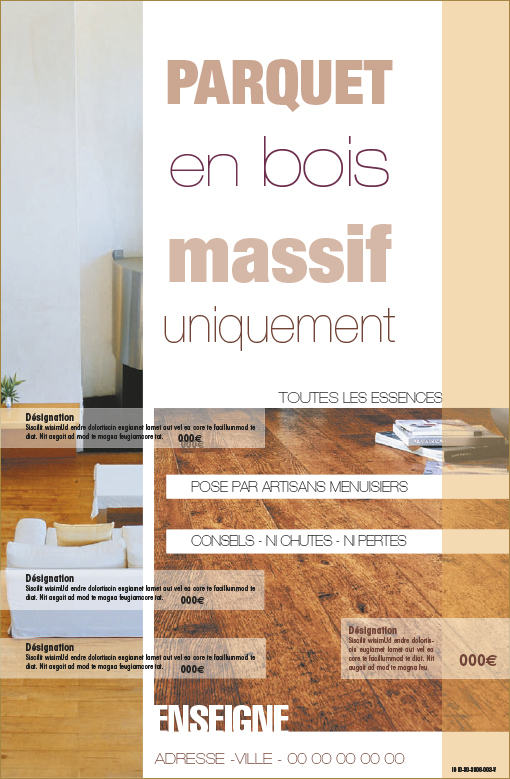 PARQUET
en bois
massif
uniquement
TOUTES LES ESSENCES
Désignation
Siscilit wisimUd endre dolortiscin eugiamet lamet aut vel ea core te faciliummod te
diat. Nit augait ad mod te magna feugiamcore tat.
000€
POSE PAR ARTISANS MENUISIERS
CONSEILS - NI CHUTES - NI PERTES
Désignation
Siscilit wisimUd endre dolortiscin eugiamet lamet aut vel ea core te faciliummod te
diat. Nit augait ad mod te magna feugiamcore tat.
000€
Désignation
Siscilit wisimUd endre doloris-
cis eugiamet lamet aut vel ea
core te faciliummod te diat. Nit
augait ad mod te magna feu.
000€
Désignation
Siscilit wisimUd endre dolortiscin eugiamet lamet aut vel ea core te faciliummod te
diat. Nit augait ad mod te magna feugiamcore tat.
000€
ENSEIGNE
ADRESSE -VILLE - 00 00 00 00 00